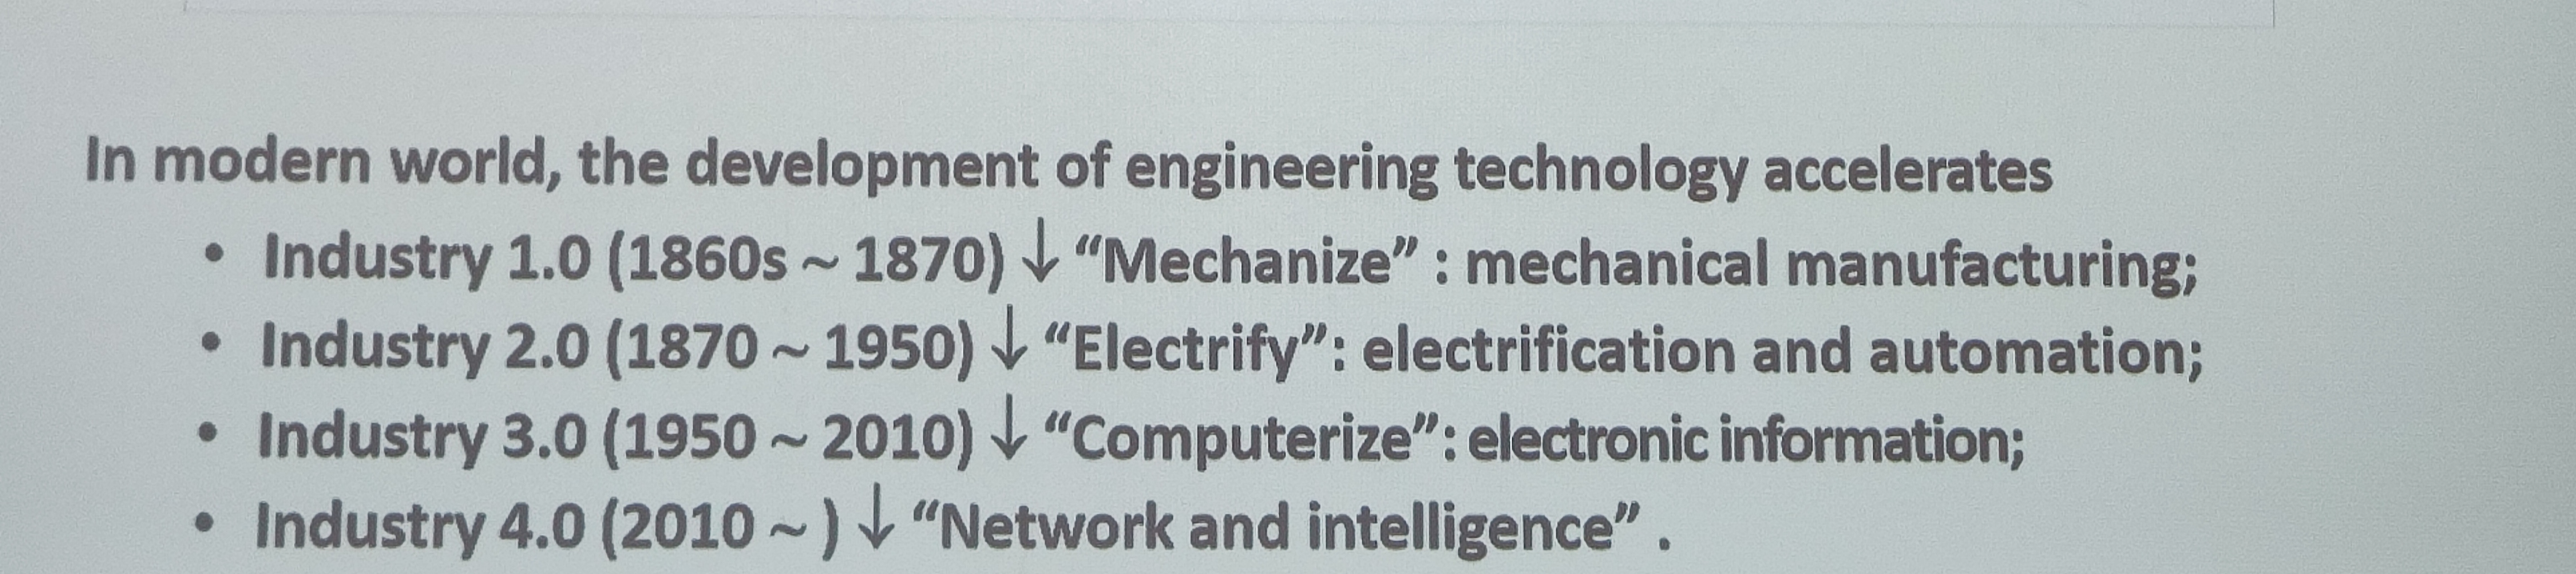 In modern world, the development of engineering technology accelerates
• Industry 1.0 (1860s ~ 1870) ↓ “Mechanize” : mechanical manufacturing;
• Industry 2.0 (1870 ~ 1950) ↓ “Electrify”: electrification and automation;
• Industry 3.0 (1950 ~ 2010) ↓ “Computerize”: electronic information;
• Industry 4.0 (2010 ~ ) ↓ “Network and intelligence” .